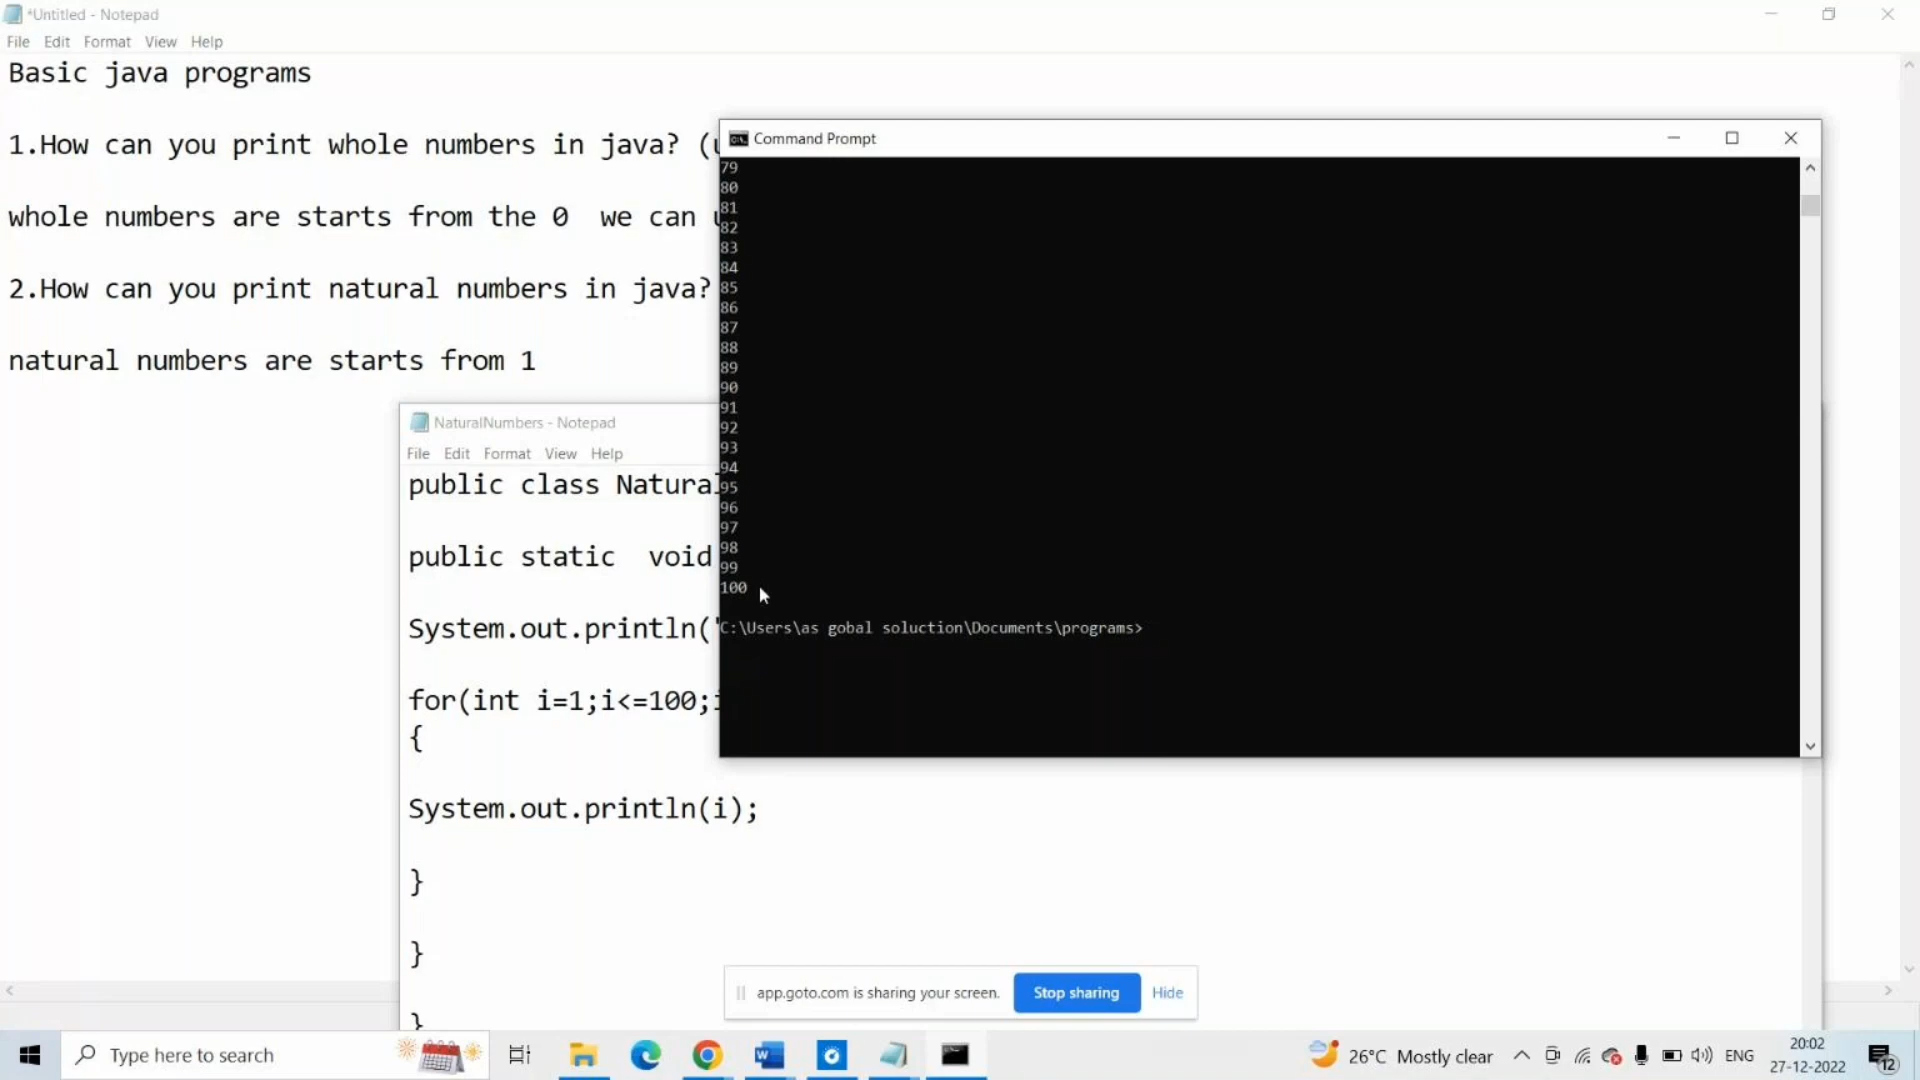 *Untitled - Notepad
File Edit Format View Help
Basic java programs
1.How can you print whole numbers in java? (
whole numbers are starts from the 0  we can
2.How can you print natural numbers in java?
natural numbers are starts from 1
Command Prompt
79
80
81
82
83
84
85
86
87
88
89
90
91
92
93
94
95
96
97
98
99
100
C:\Users\as gobal soluction\Documents\programs>
NaturalNumbers - Notepad
File Edit Format View Help
public class Natural
public static  void
System.out.println(
for(int i=1;i<=100;i
{
System.out.println(i);
}
}
}
app.goto.com is sharing your screen. Stop sharing Hide
Type here to search
26°C Mostly clear
ENG
20:02
27-12-2022
12